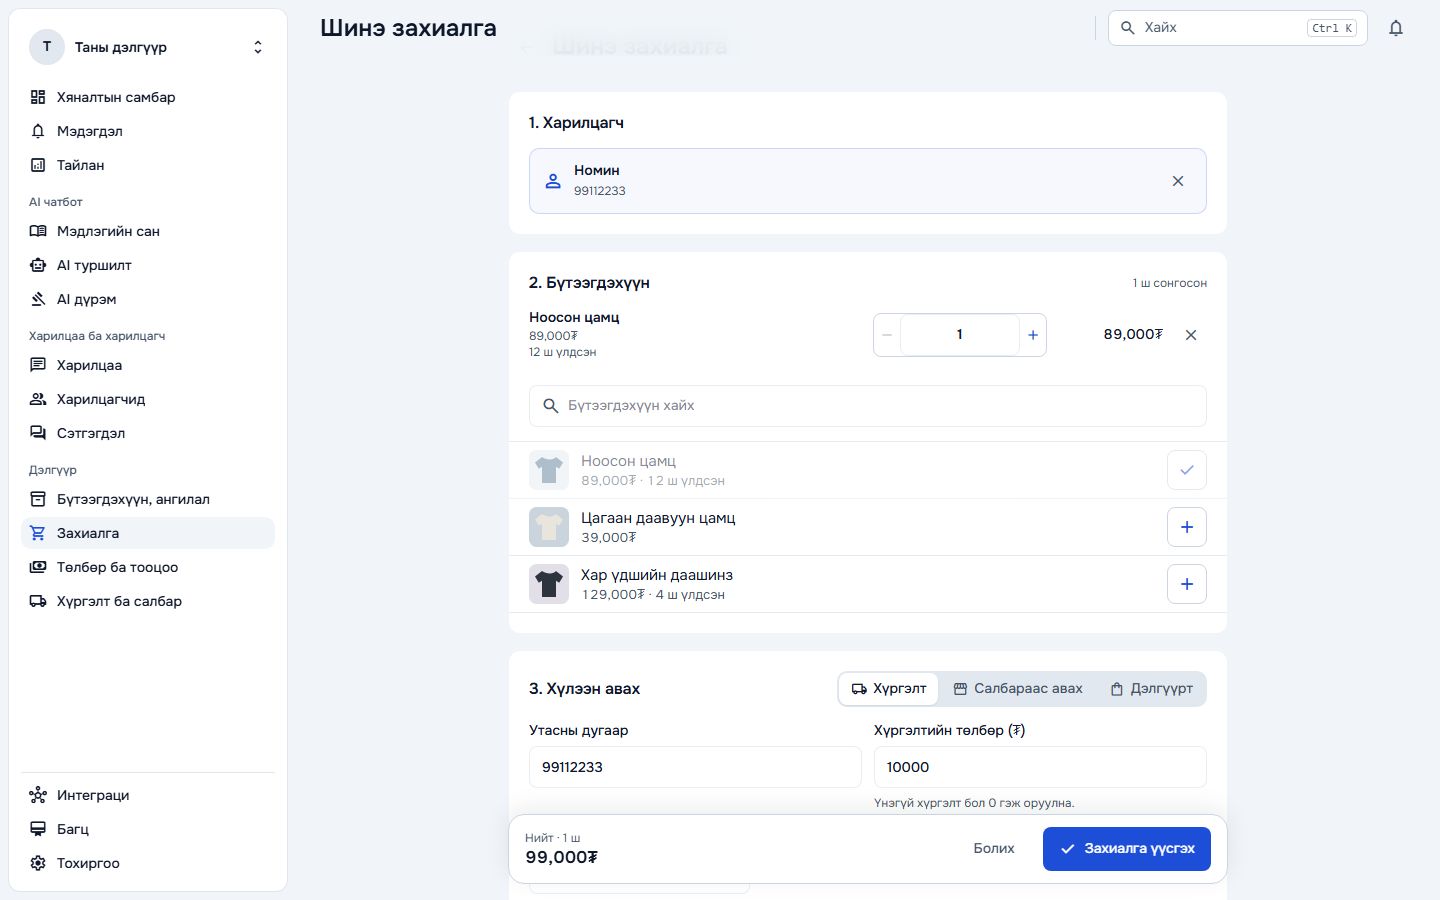 Т
Таны дэлгүүр
Хяналтын самбар
Мэдэгдэл
Тайлан
AI чатбот
Мэдлэгийн сан
AI туршилт
AI дүрэм
Харилцаа ба харилцагч
Харилцаа
Харилцагчид
Сэтгэгдэл
Дэлгүүр
Бүтээгдэхүүн, ангилал
Захиалга
Төлбөр ба тооцоо
Хүргэлт ба салбар
Интеграци
Багц
Тохиргоо
Шинэ захиалга
Хайх
Ctrl K
← Шинэ захиалга
1. Харилцагч
Номин
99112233
2. Бүтээгдэхүүн
1 ш сонгосон
Ноосон цамц
89,000₮
12 ш үлдсэн
1
89,000₮
Бүтээгдэхүүн хайх
Ноосон цамц
89,000₮ · 12 ш үлдсэн
Цагаан даавуун цамц
39,000₮
Хар үдшийн даашинз
129,000₮ · 4 ш үлдсэн
3. Хүлээн авах
Хүргэлт
Салбараас авах
Дэлгүүрт
Утасны дугаар
99112233
Хүргэлтийн төлбөр (₮)
10000
Үнэгүй хүргэлт бол 0 гэж оруулна.
Нийт · 1 ш
99,000₮
Болих
Захиалга үүсгэх